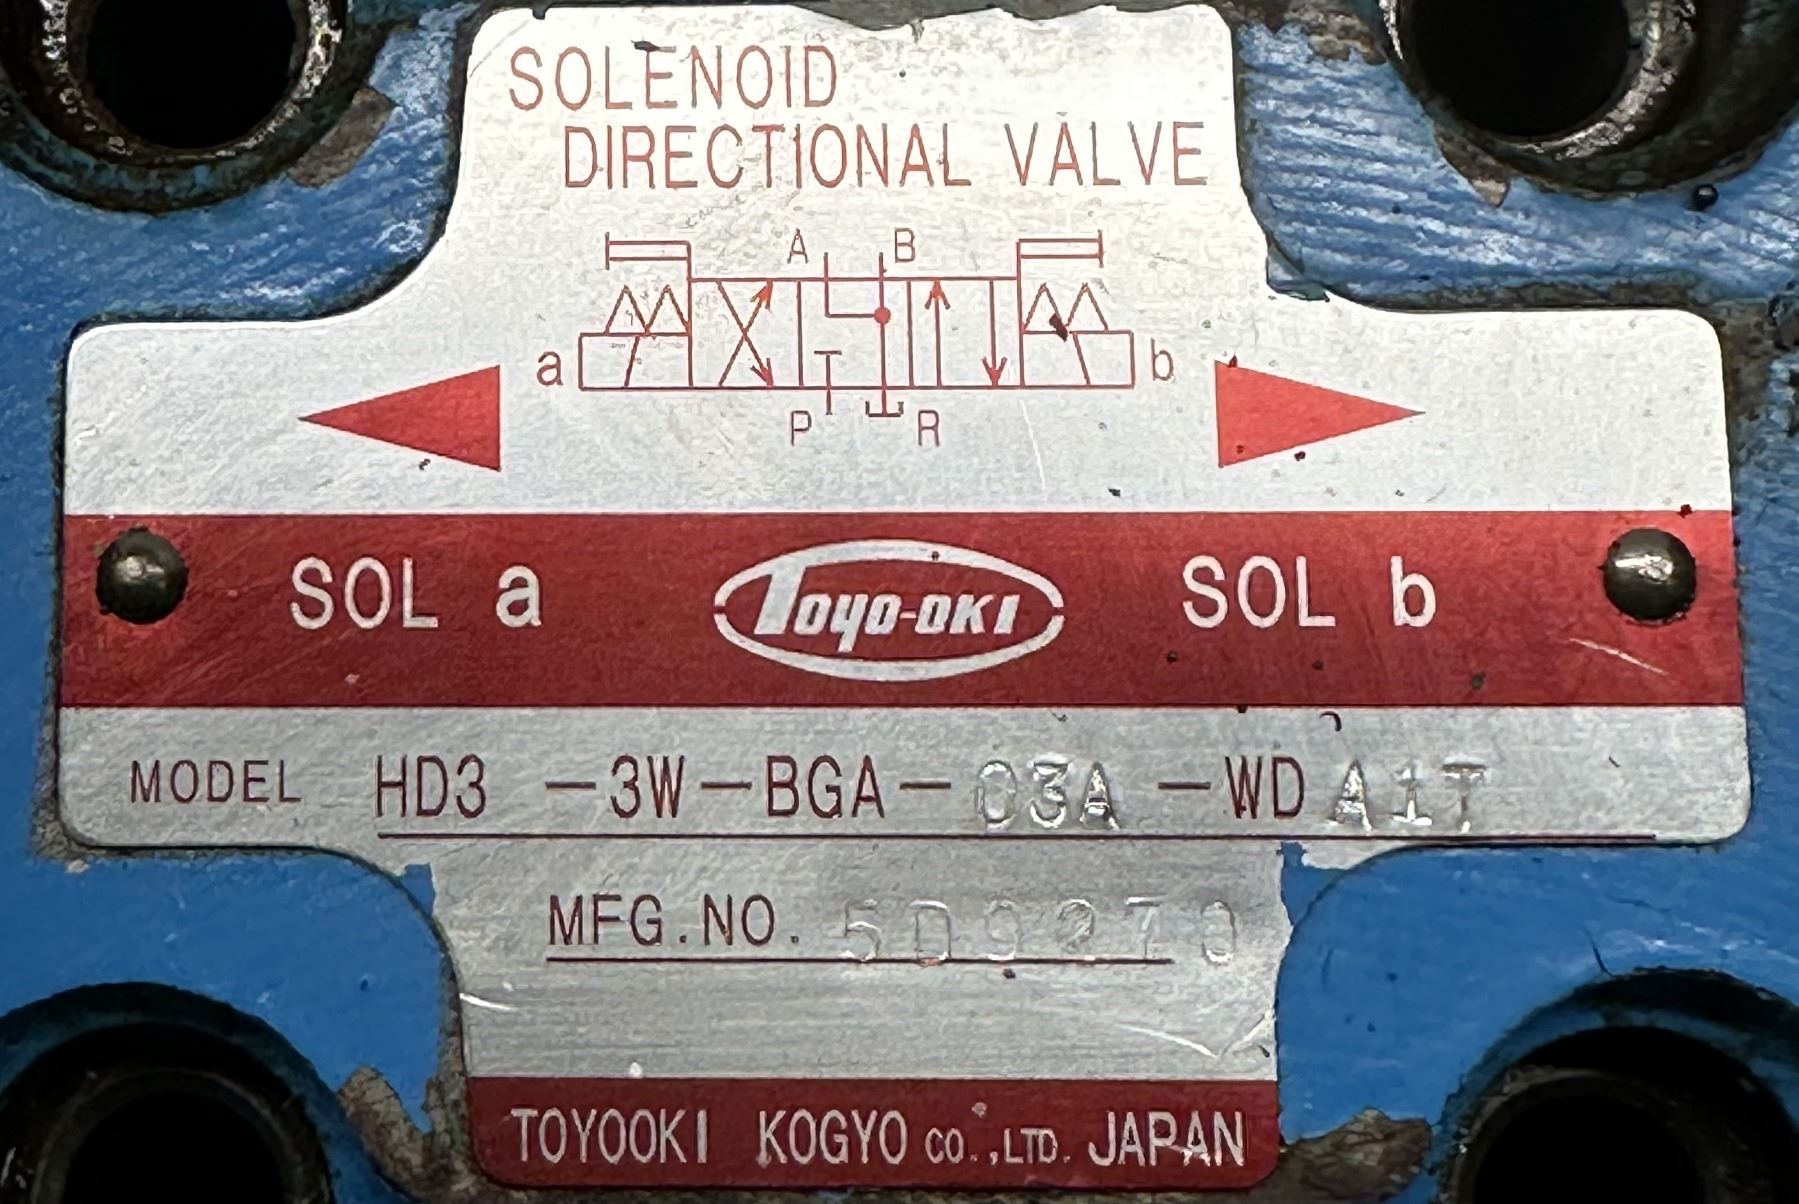 SOLENOID
DIRECTIONAL VALVE
A B
a b
P R
SOL a TOYO-OKI SOL b
MODEL HD3 -3W-BGA-03A -WD A1T
MFG.NO.
TOYOOKI KOGYO CO.,LTD. JAPAN